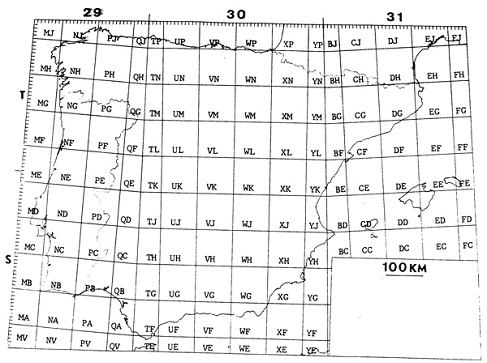 29 30 31
MJ NJ PJ QJ TP UP VP WP XP YP BJ CJ DJ EJ FJ
MH NH PH QH TN UN VN WN XN YN BH CH DH EH FH
T
MG NG PG QG TM UM VM WM XM YM BG CG DG EG FG
MF NF PF QF TL UL VL WL XL YL BF CF DF EF FF
ME NE PE QE TK UK VK WK XK YK BE CE DE EE FE
MD ND PD QD TJ UJ VJ WJ XJ YJ BD CD DD ED FD
MC NC PC QC TH UH VH WH XH YH BC CC DC EC FC
S
MB NB PB QB TG UG VG WG XG YG
100 KM
MA NA PA QA TF UF VF WF XF YF
MV NV PV QV TE UE VE WE XE YE